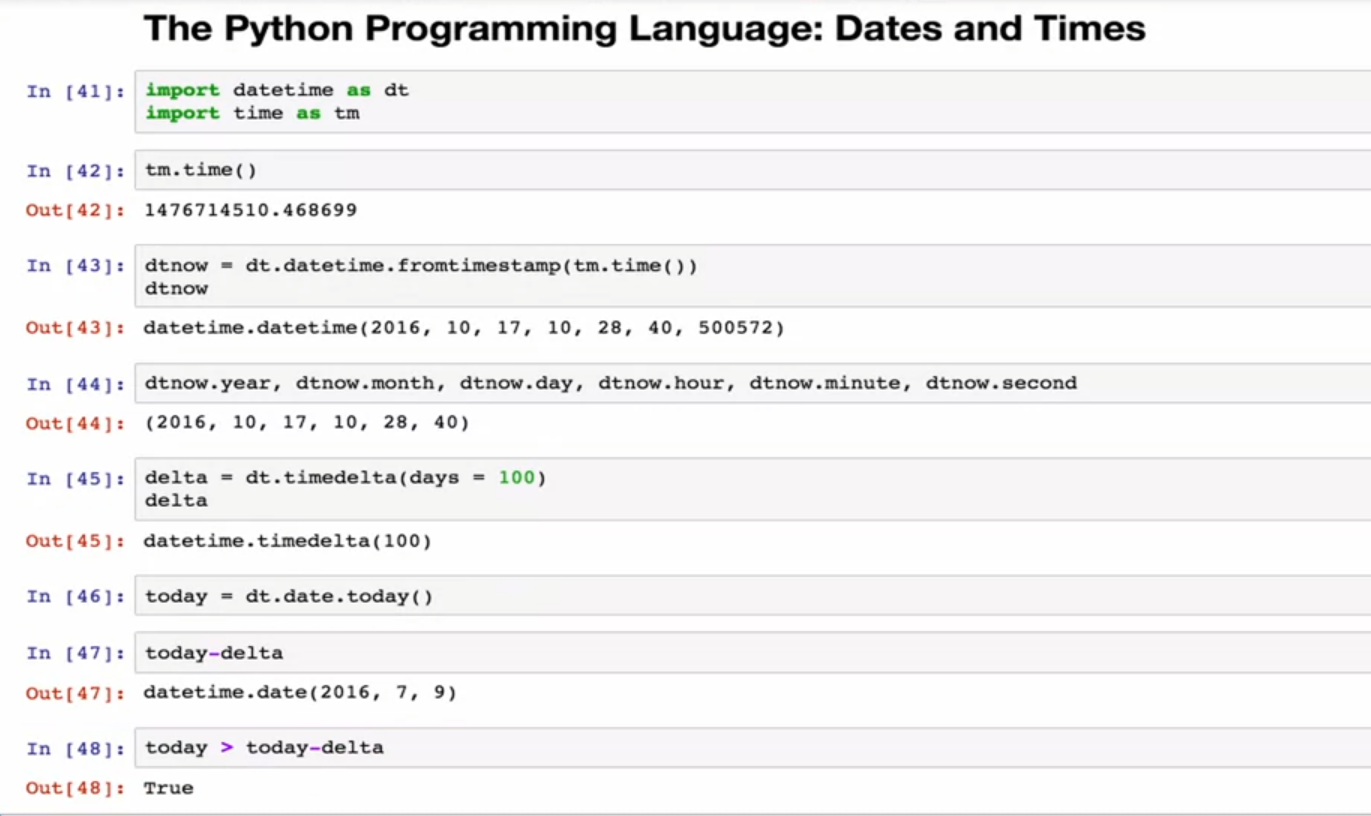 The Python Programming Language: Dates and Times
In [41]: import datetime as dt
import time as tm
In [42]: tm.time()
Out[42]: 1476714510.468699
In [43]: dtnow = dt.datetime.fromtimestamp(tm.time())
dtnow
Out[43]: datetime.datetime(2016, 10, 17, 10, 28, 40, 500572)
In [44]: dtnow.year, dtnow.month, dtnow.day, dtnow.hour, dtnow.minute, dtnow.second
Out[44]: (2016, 10, 17, 10, 28, 40)
In [45]: delta = dt.timedelta(days = 100)
delta
Out[45]: datetime.timedelta(100)
In [46]: today = dt.date.today()
In [47]: today-delta
Out[47]: datetime.date(2016, 7, 9)
In [48]: today > today-delta
Out[48]: True